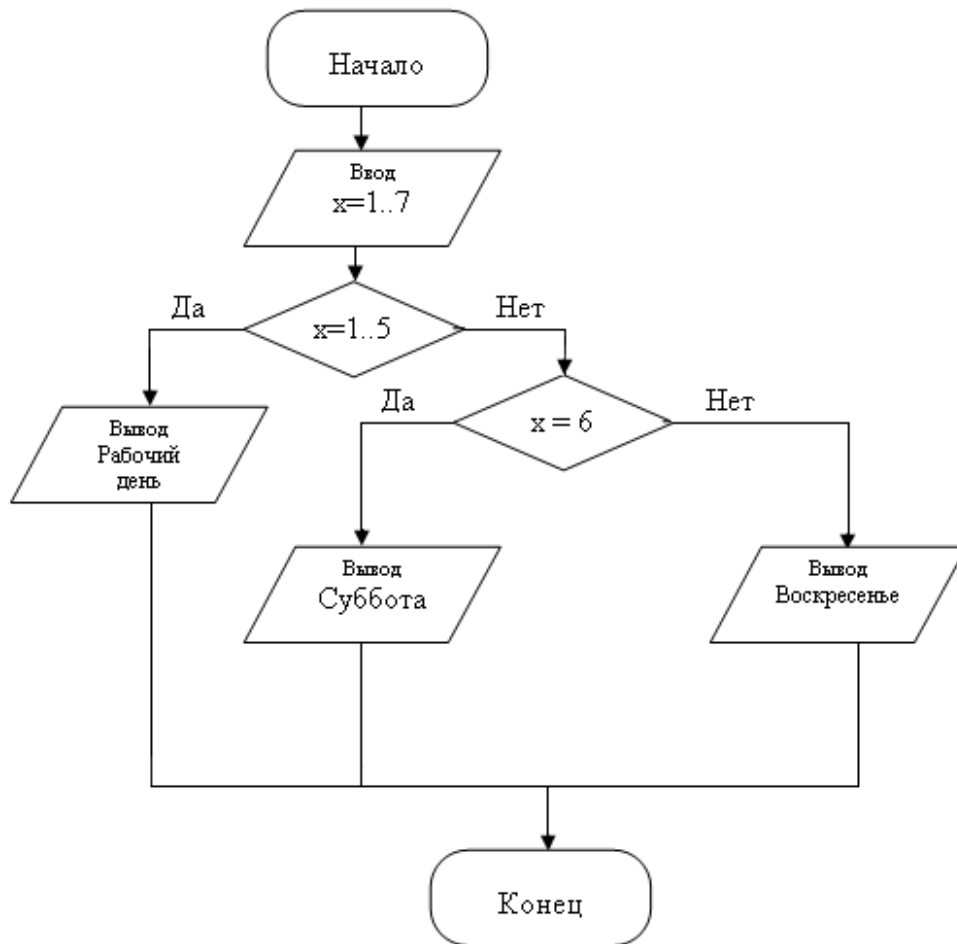 Начало
Ввод
x=1..7
Да
Нет
x=1..5
Да
Нет
x = 6
Вывод
Рабочий
день
Вывод
Суббота
Вывод
Воскресенье
Конец